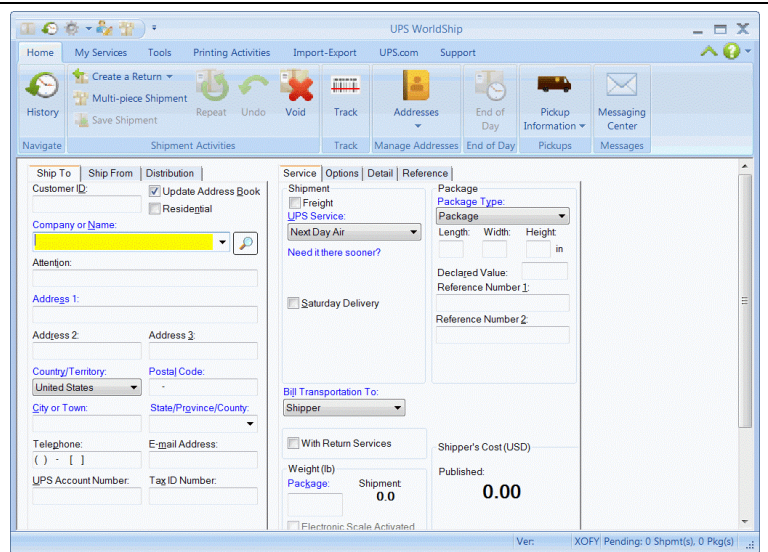 UPS WorldShip
Home My Services Tools Printing Activities Import-Export UPS.com Support
History
Create a Return
Multi-piece Shipment
Save Shipment
Repeat Undo Void Track Addresses End of Day Pickup Information Messaging Center
Navigate Shipment Activities Track Manage Addresses End of Day Pickups Messages
Ship To Ship From Distribution
Customer ID:
Update Address Book
Residential
Company or Name:
Attention:
Address 1:
Address 2: Address 3:
Country/Territory: Postal Code:
United States -
City or Town: State/Province/County:
Telephone: E-mail Address:
( ) - [ ]
UPS Account Number: Tax ID Number:
Service Options Detail Reference
Shipment
Freight
UPS Service:
Next Day Air
Need it there sooner?
Saturday Delivery
Bill Transportation To:
Shipper
With Return Services
Weight (lb)
Package: Shipment:
0.0
Electronic Scale Activated
Package
Package Type:
Package
Length: Width: Height:
in
Declared Value:
Reference Number 1:
Reference Number 2:
Shipper's Cost (USD)
Published:
0.00
Ver: XOFY Pending: 0 Shpmt(s), 0 Pkg(s)